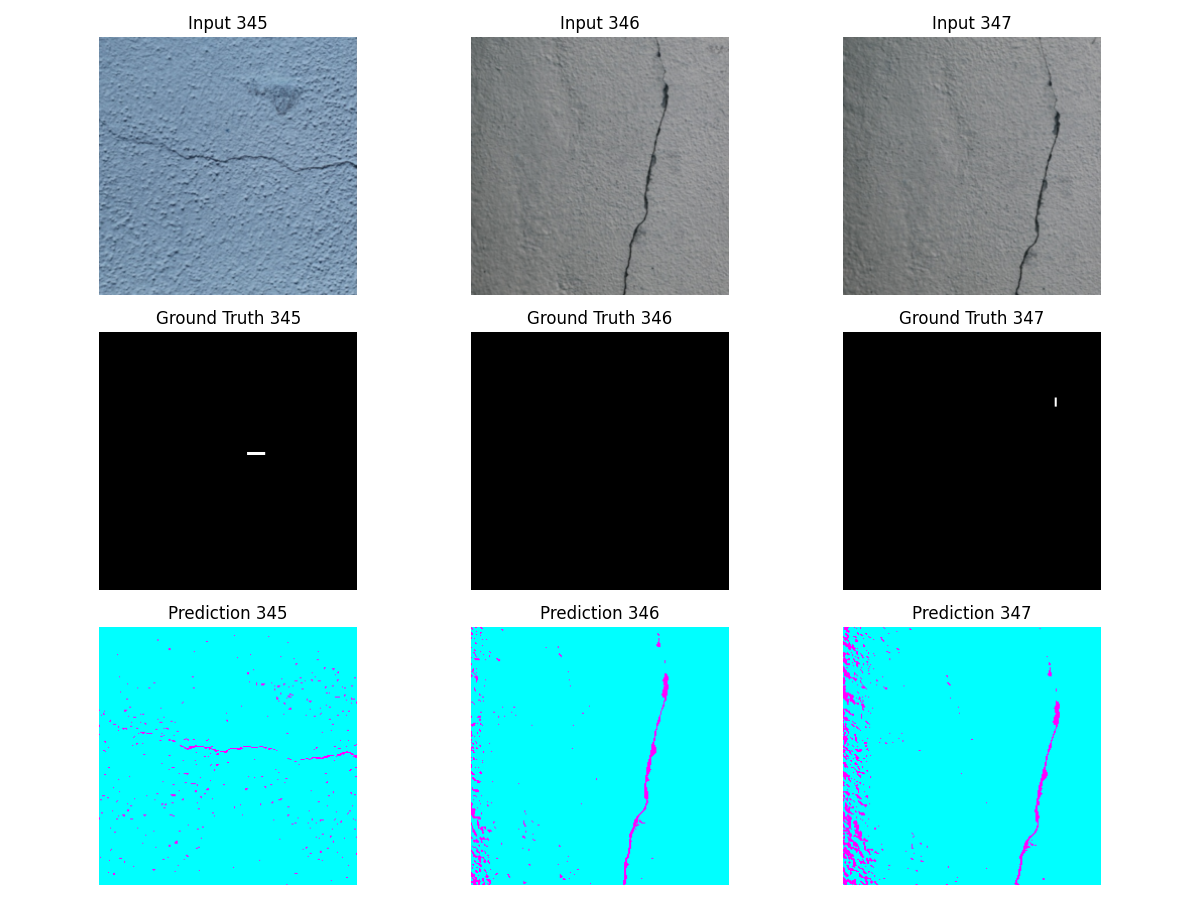 Input 345
Input 346
Input 347
Ground Truth 345
Ground Truth 346
Ground Truth 347
Prediction 345
Prediction 346
Prediction 347